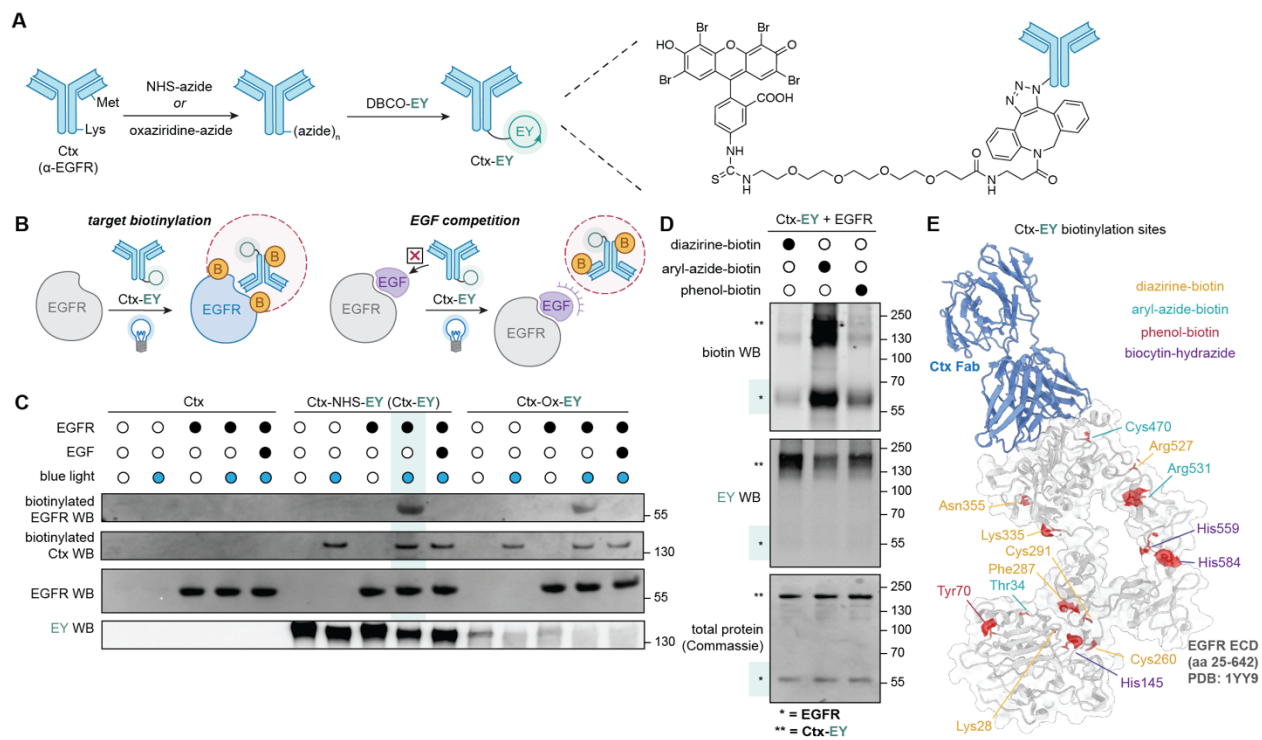 A
Met
Lys
Ctx
(α-EGFR)
NHS-azide
or
oxaziridine-azide
(azide)n
DBCO-EY
EY
Ctx-EY
Br
Br
HO
O
O
Br
Br
COOH
NH
S
N
H
O
O
O
O
O
N
H
O
N
N
N
N
B
target biotinylation
EGFR
Ctx-EY
B
B
B
EGFR
EGF competition
EGFR
EGF
Ctx-EY
B
B
EGF
EGFR
C
Ctx
Ctx-NHS-EY (Ctx-EY)
Ctx-Ox-EY
EGFR
EGF
blue light
biotinylated
EGFR WB
55
biotinylated
Ctx WB
130
EGFR WB
55
EY WB
130
D
Ctx-EY + EGFR
diazirine-biotin
aryl-azide-biotin
phenol-biotin
biotin WB
**
*
250
130
100
70
55
EY WB
**
*
250
130
100
70
55
total protein
(Commassie)
**
*
250
130
100
70
55
* = EGFR
** = Ctx-EY
E
Ctx-EY biotinylation sites
diazirine-biotin
aryl-azide-biotin
phenol-biotin
biocytin-hydrazide
Ctx Fab
Cys470
Arg527
Arg531
Asn355
Lys335
His559
Cys291
His584
Phe287
Thr34
Tyr70
Cys260
His145
Lys28
EGFR ECD
(aa 25-642)
PDB: 1YY9